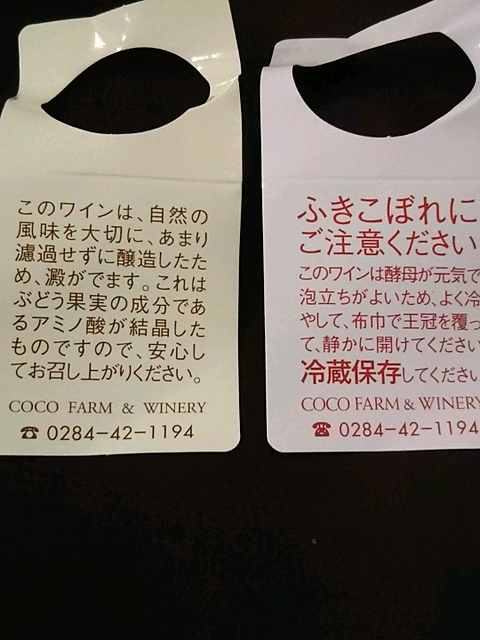 このワインは、自然の
風味を大切に、あまり
濾過せずに醸造したた
め、澱がでます。これは
ぶどう果実の成分であ
るアミノ酸が結晶した
ものですので、安心し
てお召し上がりください。
COCO FARM & WINERY
☎ 0284-42-1194
ふきこぼれに
ご注意ください
このワインは酵母が元気で
泡立ちがよいため、よく冷
やして、布巾で王冠を覆っ
て、静かに開けてください
冷蔵保存してください
COCO FARM & WINERY
☎ 0284-42-1194